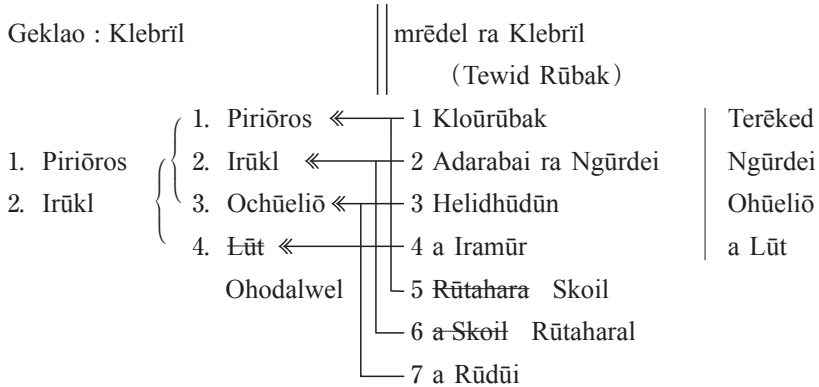 Geklao : Klebrïl mrēdel ra Klebrïl
(Tewid Rūbak)
1. Piriōros 1 Kloūrūbak Terēked
1. Piriōros 2. Irūkl 2 Adarabai ra Ngūrdei Ngūrdei
2. Irūkl 3. Ochūeliō 3 Helidhūdūn Ohūeliō
4. Lūt 4 a Iramūr a Lūt
Ohodalwel 5 Rūtahara Skoil
6 a Skoil Rūtaharal
7 a Rūdūi